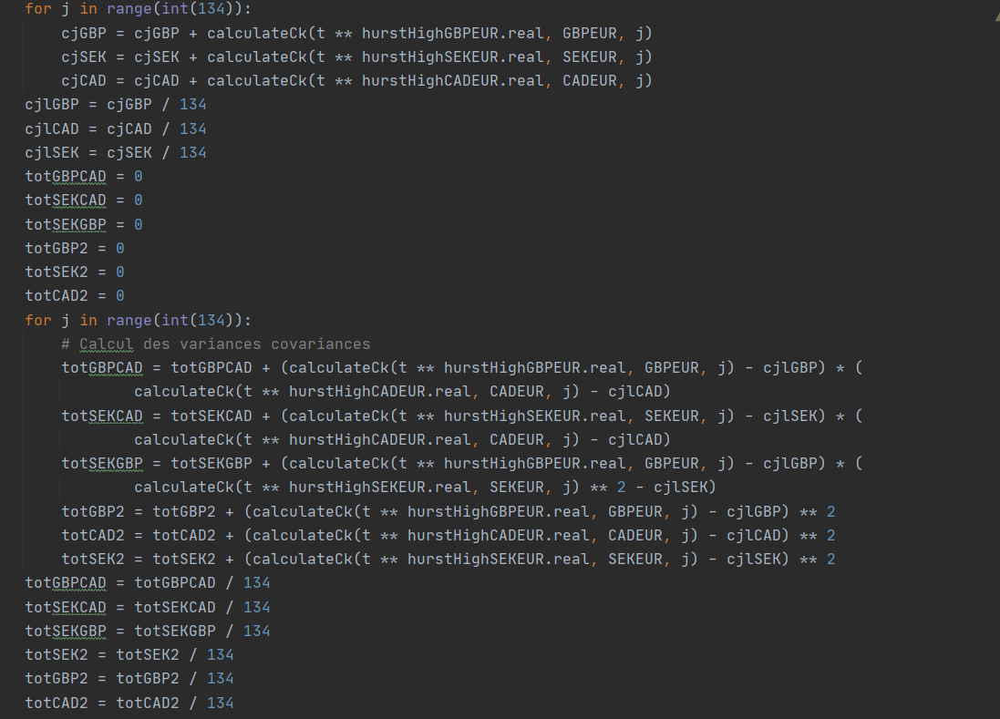 for j in range(int(134)):
    cjGBP = cjGBP + calculateCk(t ** hurstHighGBPEUR.real, GBPEUR, j)
    cjSEK = cjSEK + calculateCk(t ** hurstHighSEKEUR.real, SEKEUR, j)
    cjCAD = cjCAD + calculateCk(t ** hurstHighCADEUR.real, CADEUR, j)
cjlGBP = cjGBP / 134
cjlCAD = cjCAD / 134
cjlSEK = cjSEK / 134
totGBPCAD = 0
totSEKCAD = 0
totSEKGBP = 0
totGBP2 = 0
totSEK2 = 0
totCAD2 = 0
for j in range(int(134)):
    # Calcul des variances covariances
    totGBPCAD = totGBPCAD + (calculateCk(t ** hurstHighGBPEUR.real, GBPEUR, j) - cjlGBP) * (
            calculateCk(t ** hurstHighCADEUR.real, CADEUR, j) - cjlCAD)
    totSEKCAD = totSEKCAD + (calculateCk(t ** hurstHighSEKEUR.real, SEKEUR, j) - cjlSEK) * (
            calculateCk(t ** hurstHighCADEUR.real, CADEUR, j) - cjlCAD)
    totSEKGBP = totSEKGBP + (calculateCk(t ** hurstHighGBPEUR.real, GBPEUR, j) - cjlGBP) * (
            calculateCk(t ** hurstHighSEKEUR.real, SEKEUR, j) ** 2 - cjlSEK)
    totGBP2 = totGBP2 + (calculateCk(t ** hurstHighGBPEUR.real, GBPEUR, j) - cjlGBP) ** 2
    totCAD2 = totCAD2 + (calculateCk(t ** hurstHighCADEUR.real, CADEUR, j) - cjlCAD) ** 2
    totSEK2 = totSEK2 + (calculateCk(t ** hurstHighSEKEUR.real, SEKEUR, j) - cjlSEK) ** 2
totGBPCAD = totGBPCAD / 134
totSEKCAD = totSEKCAD / 134
totSEKGBP = totSEKGBP / 134
totSEK2 = totSEK2 / 134
totGBP2 = totGBP2 / 134
totCAD2 = totCAD2 / 134